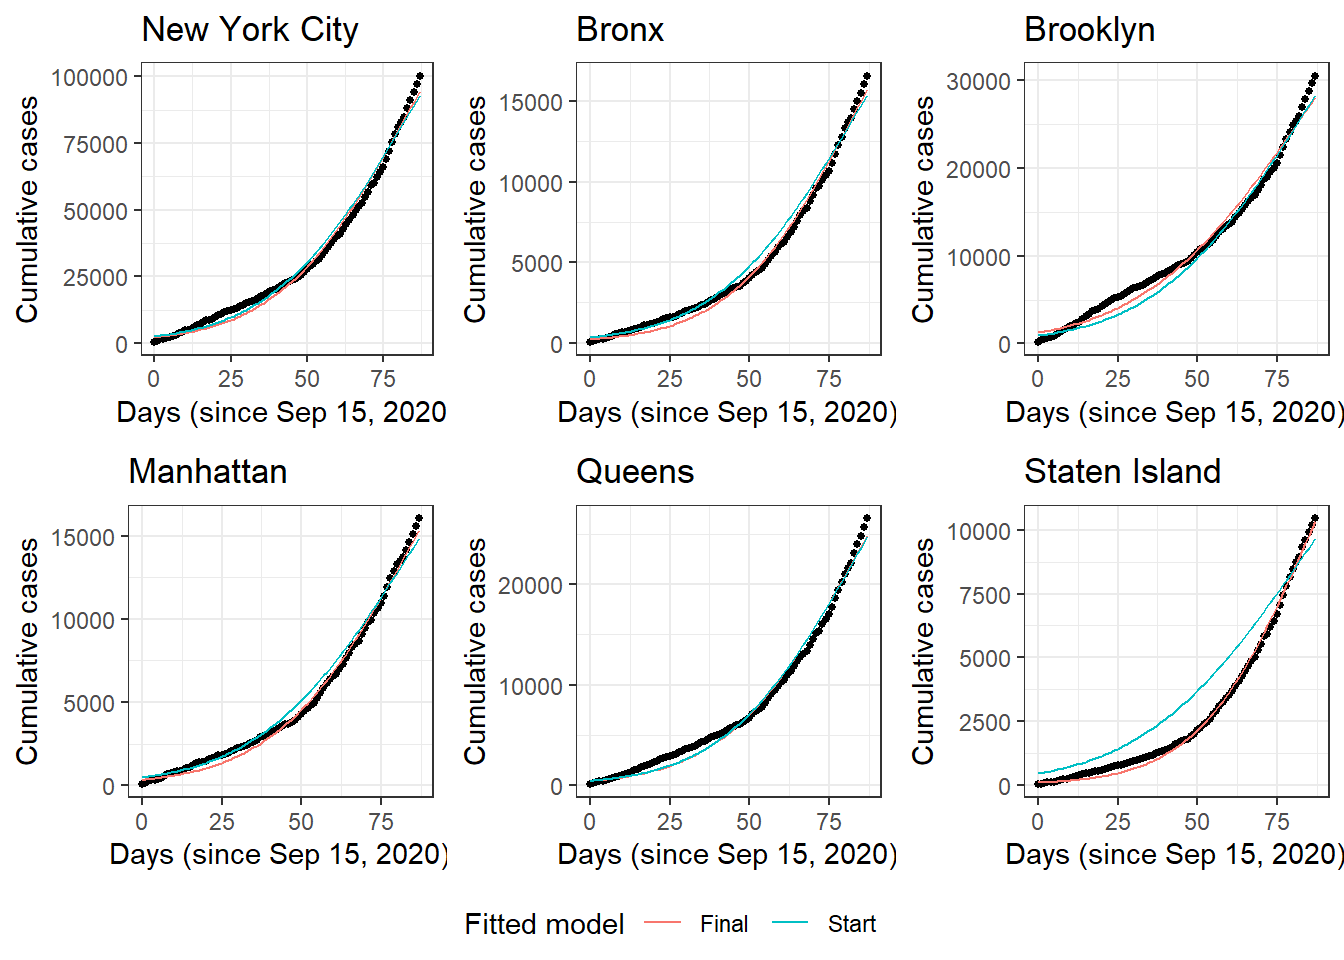 New York City
Cumulative cases
100000
75000
50000
25000
0
0 25 50 75
Days (since Sep 15, 2020
Bronx
Cumulative cases
15000
10000
5000
0
0 25 50 75
Days (since Sep 15, 2020)
Brooklyn
Cumulative cases
30000
20000
10000
0
0 25 50 75
Days (since Sep 15, 2020)
Manhattan
Cumulative cases
15000
10000
5000
0
0 25 50 75
Days (since Sep 15, 2020)
Queens
Cumulative cases
20000
10000
0
0 25 50 75
Days (since Sep 15, 2020)
Staten Island
Cumulative cases
10000
7500
5000
2500
0
0 25 50 75
Days (since Sep 15, 2020)
Fitted model Final Start